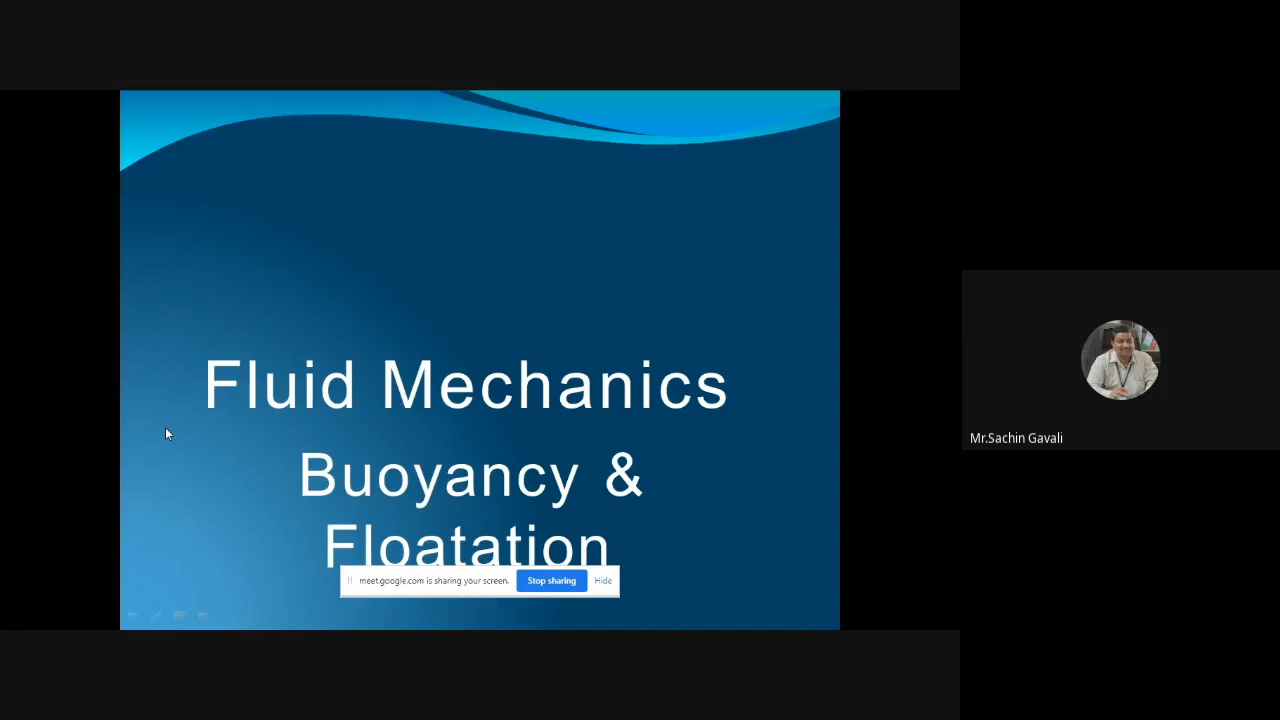 Fluid Mechanics
Buoyancy &
Floatation
meet.google.com is sharing your screen. Stop sharing Hide
Mr.Sachin Gavali